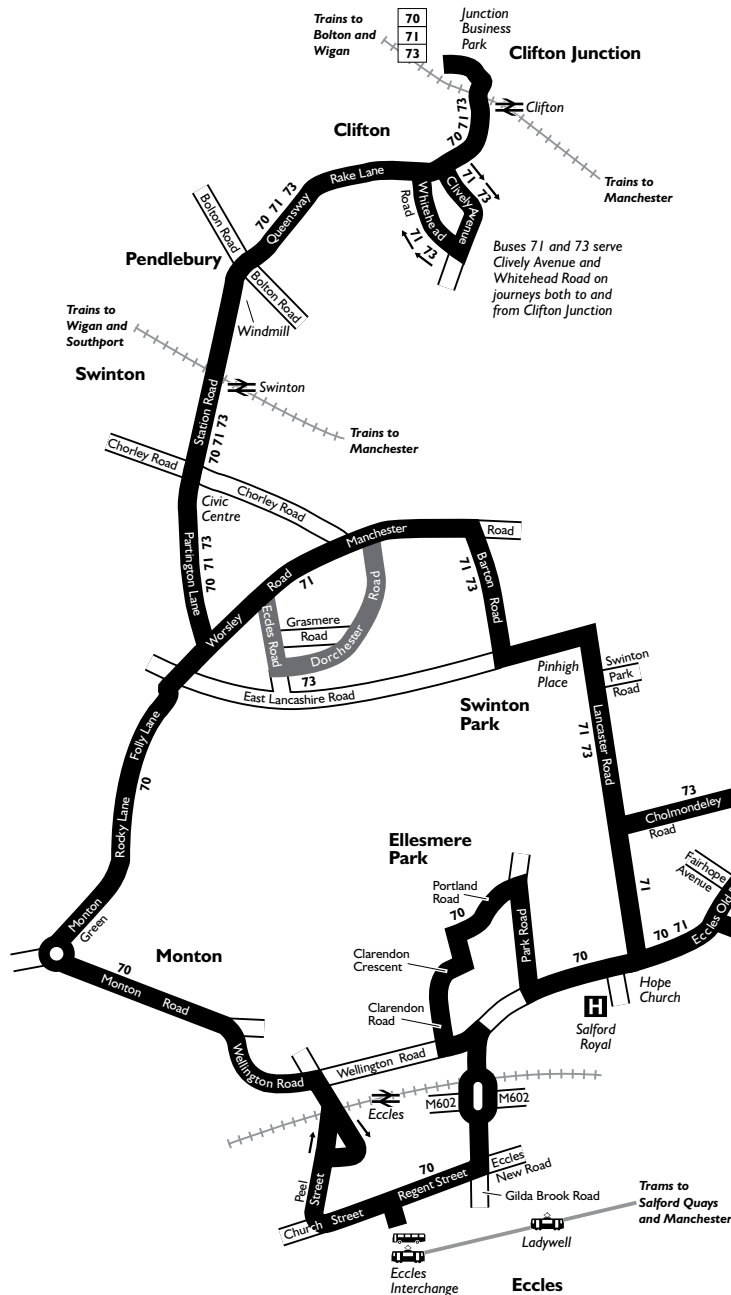 Trains to
Bolton and
Wigan
70
71
73
Junction
Business
Park
Clifton Junction
Clifton
70 71 73
Clifton
Trains to
Manchester
Rake Lane
71
73
Clively Avenue
Whitehead
Road
71
73
70 71 73
Queensway
Bolton Road
Bolton Road
Pendlebury
Buses 71 and 73 serve
Clively Avenue and
Whitehead Road on
journeys both to and
from Clifton Junction
Windmill
Trains to
Wigan and
Southport
Swinton
Swinton
Station Road
70 71 73
Trains to
Manchester
Chorley Road
Chorley Road
Civic
Centre
Partington Lane
70 71 73
Manchester
Road
Worsley
Road
71
Barton
Road
71
73
Eccles Road
Grasmere
Road
Dorchester
Road
73
East Lancashire Road
Pinhigh
Place
Swinton
Park
Road
Swinton
Park
Folly Lane
70
Rocky Lane
Lancaster Road
71
73
73
Cholmondeley
Road
Ellesmere
Park
Portland
Road
70
Park Road
Clarendon
Crescent
Clarendon
Road
71
Fairhope
Avenue
70 71
Eccles Old
70
Hope
Church
H
Salford
Royal
Monton
Green
Monton
70
Monton Road
Wellington Road
Wellington Road
Eccles
M602
M602
Peel
Street
70
Church Street
Regent Street
Eccles
New Road
Gilda Brook Road
Trams to
Salford Quays
and Manchester
Ladywell
Eccles
Interchange
Eccles